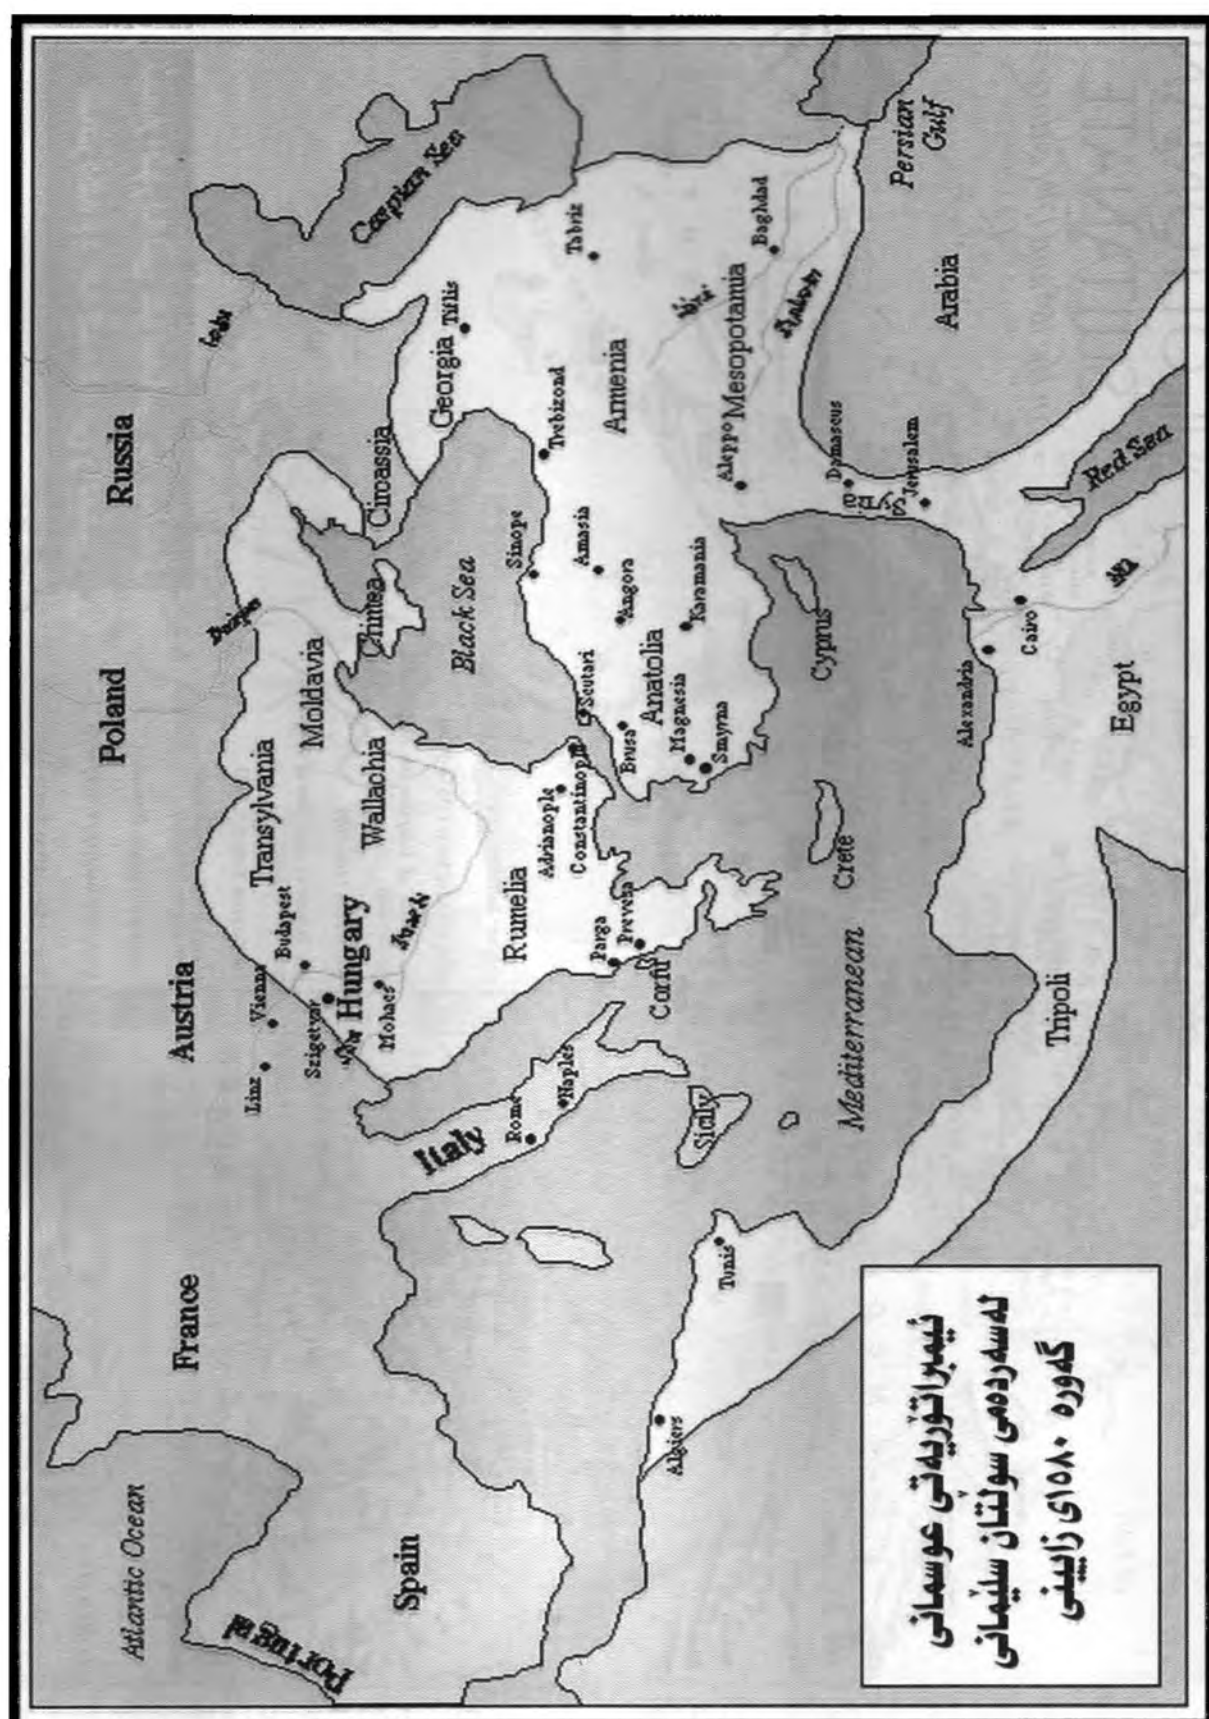 Russia
Poland
Austria
France
Atlantic Ocean
Portugal
Spain
Caspian Sea
Circassia
Georgia
Tiflis
Crimea
Dneiper
Moldavia
Transylvania
Wallachia
Budapest
Vienna
Linz
Szigetvar
Hungary
Mohacs
Black Sea
Sinope
Trebizond
Tabriz
Armenia
Amasia
Angora
Scutari
Constantinople
Adrianople
Rumelia
Brusa
Anatolia
Magnesia
Smyrna
Karamania
Parga
Prevesa
Corfu
Italy
Rome
Naples
Sicily
Baghdad
Mesopotamia
Aleppo
Damascus
Syria
Jerusalem
Persian
Gulf
Arabia
Red Sea
Cyprus
Crete
Mediterranean
Alexandria
Cairo
Egypt
Tripoli
Tunis
Algiers
ئیمبراتۆریەتی عوسمانی
لەسەردەمی سوڵتان سلێمانی
گەورە ١٥٨٠ی زایینی